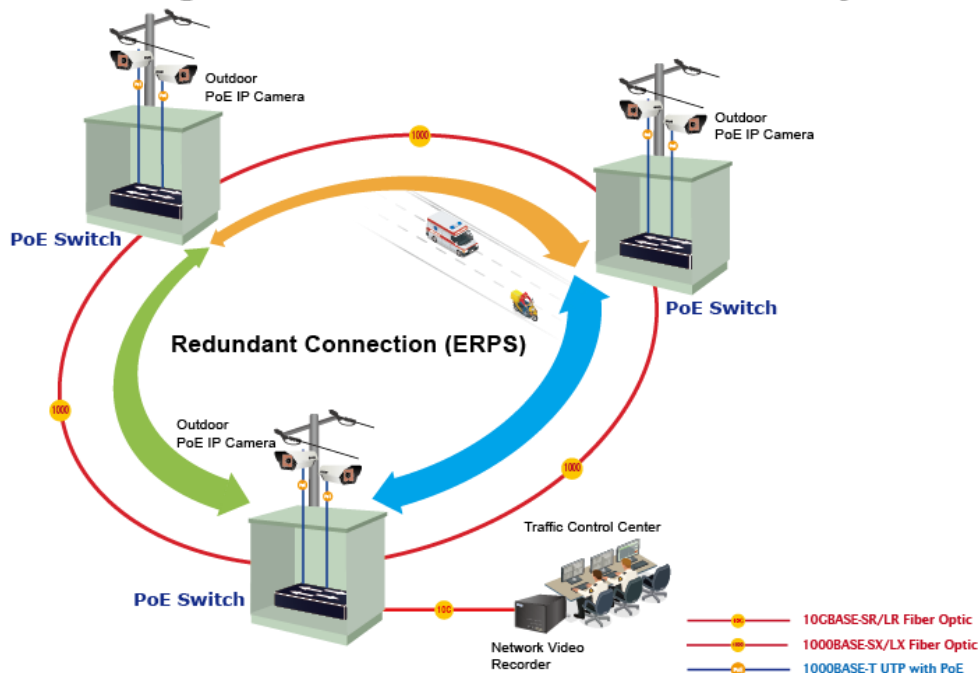 Outdoor
PoE IP Camera
Outdoor
PoE IP Camera
1000
PoE Switch
PoE Switch
Redundant Connection (ERPS)
1000
Outdoor
PoE IP Camera
1000
Traffic Control Center
PoE Switch
10G
Network Video
Recorder
10GBASE-SR/LR Fiber Optic
1000BASE-SX/LX Fiber Optic
1000BASE-T UTP with PoE